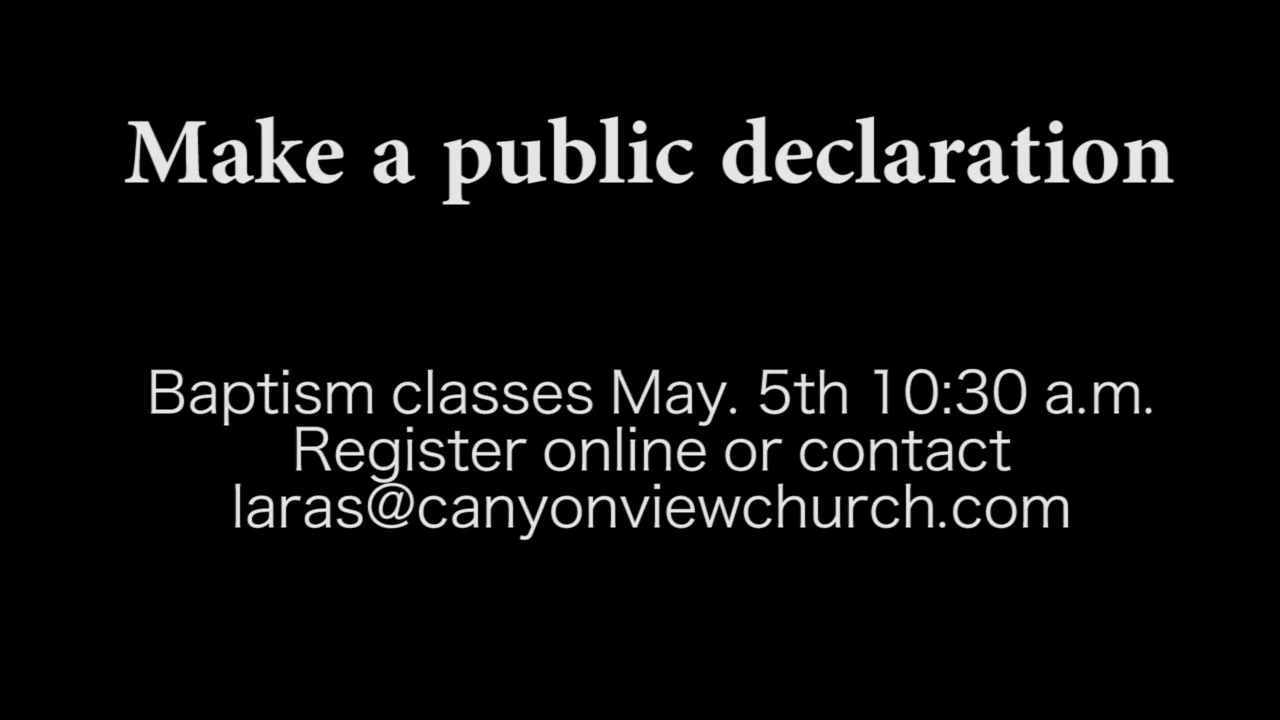 Make a public declaration
Baptism classes May. 5th 10:30 a.m.
Register online or contact
laras@canyonviewchurch.com